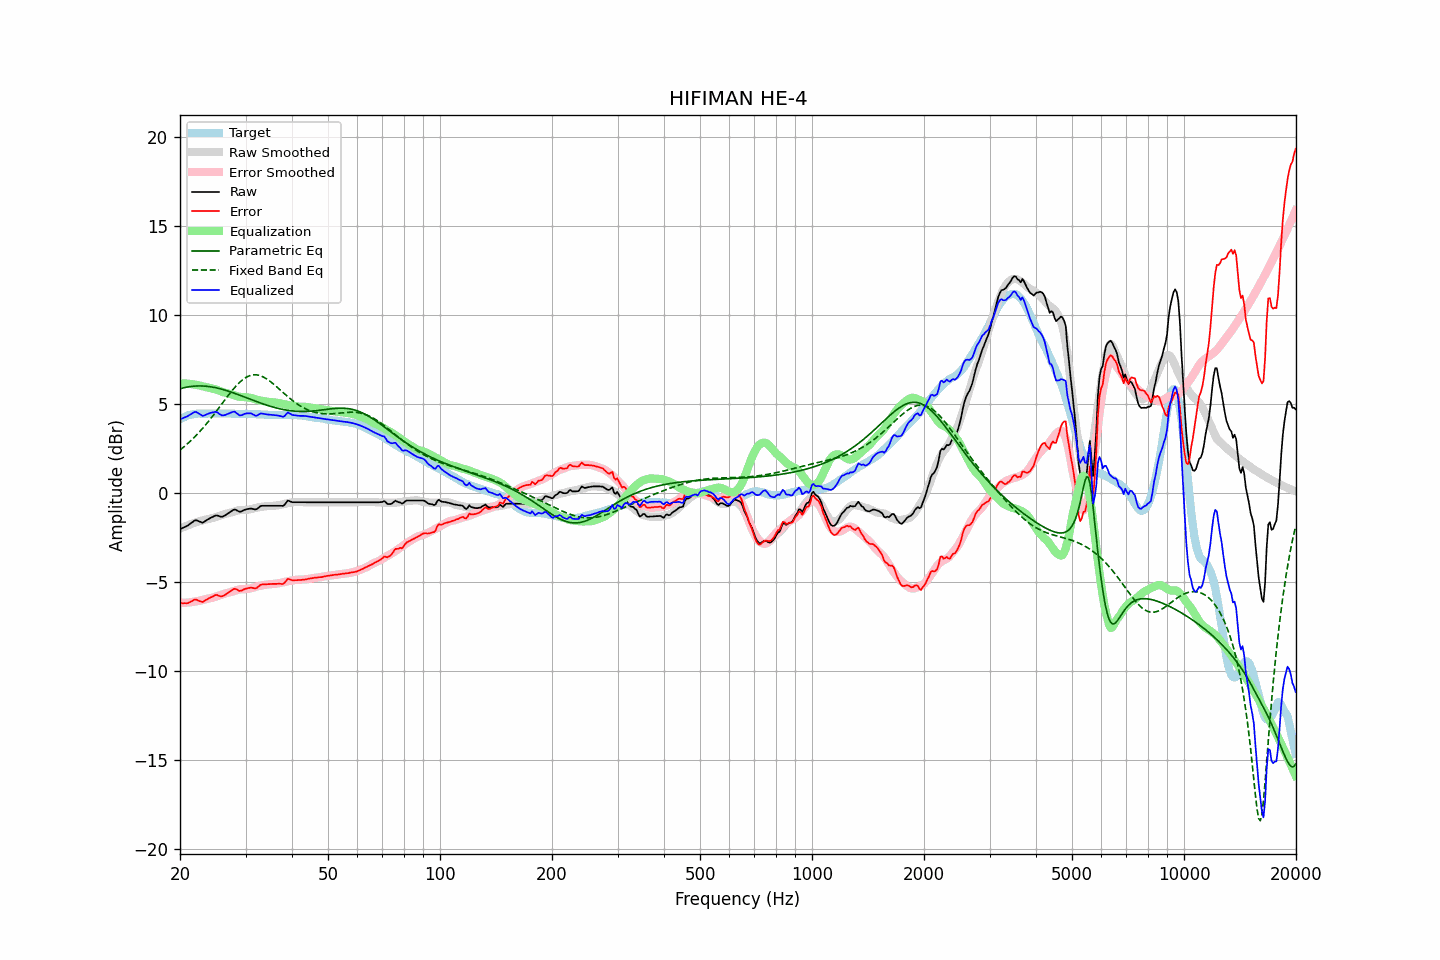 HIFIMAN HE-4
Target
Raw Smoothed
Error Smoothed
Raw
Error
Equalization
Parametric Eq
Fixed Band Eq
Equalized
20
15
10
5
0
−5
−10
−15
−20
Amplitude (dBr)
20 50 100 200 500 1000 2000 5000 10000 20000
Frequency (Hz)